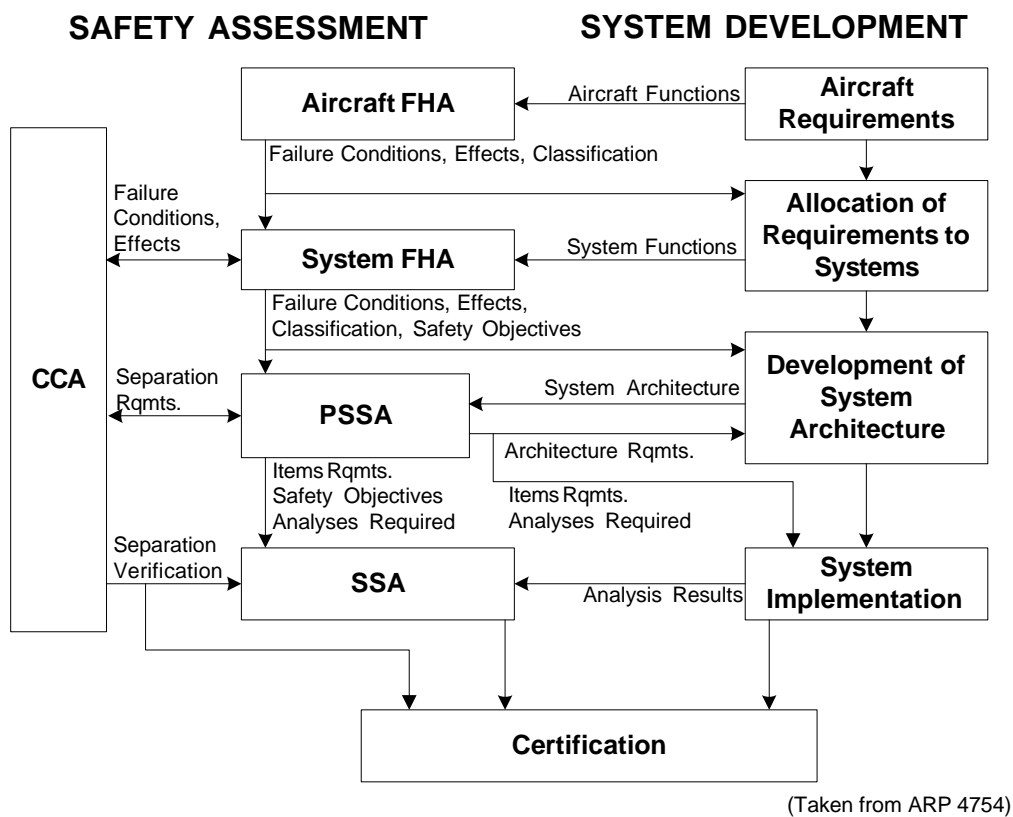 SAFETY ASSESSMENT
SYSTEM DEVELOPMENT
Aircraft FHA
Aircraft Functions
Aircraft
Requirements
Failure Conditions, Effects, Classification
Failure
Conditions,
Effects
System FHA
System Functions
Allocation of
Requirements to
Systems
Failure Conditions, Effects,
Classification, Safety Objectives
CCA
Separation
Rqmts.
PSSA
System Architecture
Architecture Rqmts.
Development of
System
Architecture
Items Rqmts.
Safety Objectives
Analyses Required
Items Rqmts.
Analyses Required
Separation
Verification
SSA
Analysis Results
System
Implementation
Certification
(Taken from ARP 4754)